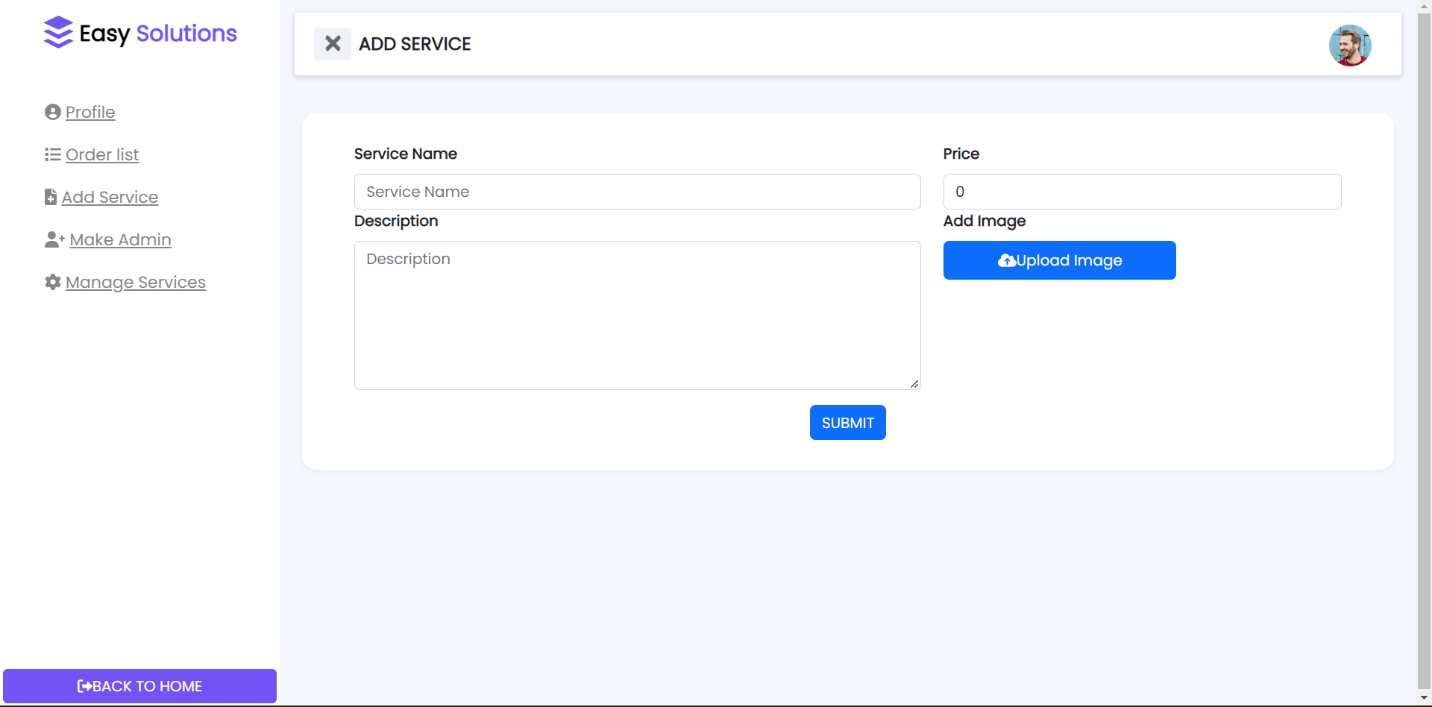 Easy Solutions
Profile
Order list
Add Service
Make Admin
Manage Services
BACK TO HOME
ADD SERVICE
Service Name
Service Name
Price
0
Description
Description
Add Image
Upload Image
SUBMIT